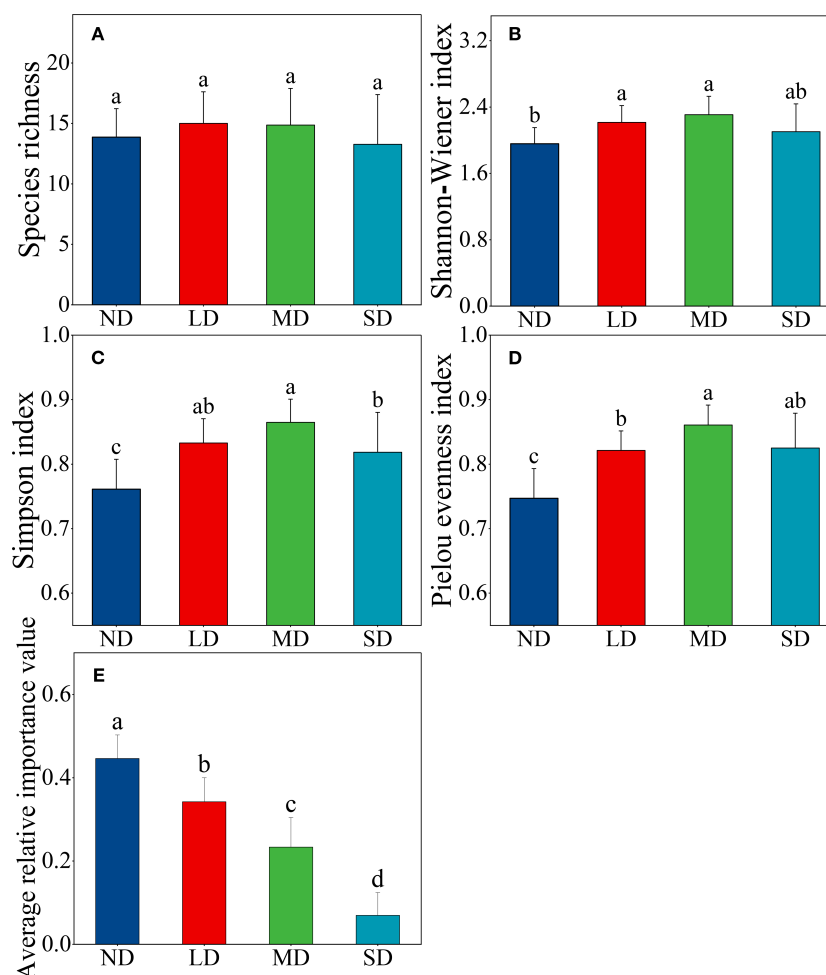 A
Species richness
20
15
10
5
0
a a a a
ND LD MD SD
B
Shannon-Wiener index
3.2
2.4
1.6
0.8
0.0
b a a ab
ND LD MD SD
C
Simpson index
1.0
0.9
0.8
0.7
0.6
c ab a b
ND LD MD SD
D
Pielou evenness index
1.0
0.9
0.8
0.7
0.6
c b a ab
ND LD MD SD
E
Average relative importance value
0.6
0.4
0.2
0.0
a b c d
ND LD MD SD